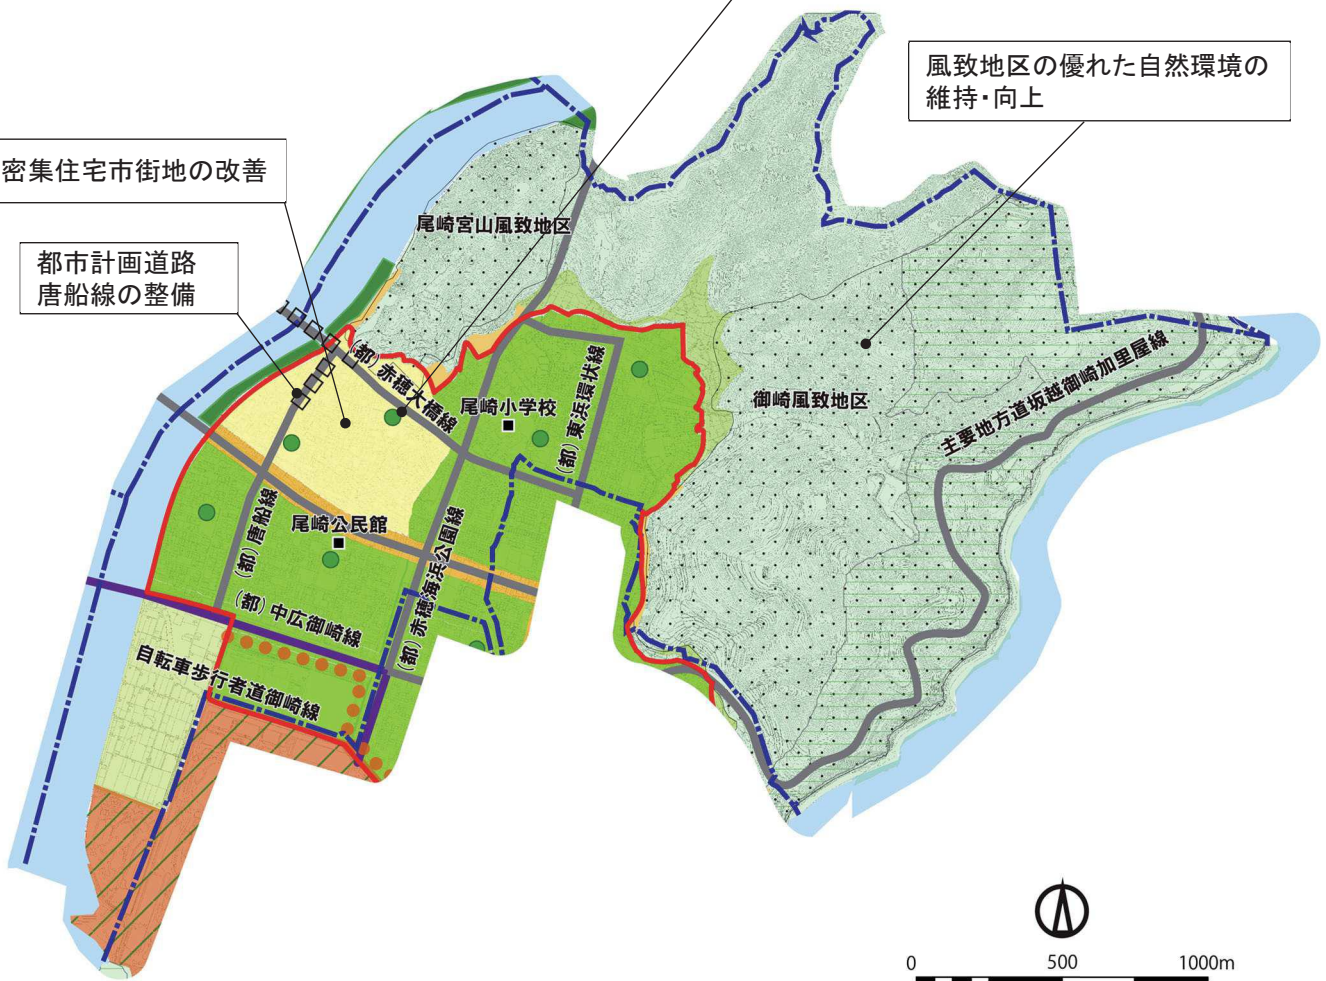 風致地区の優れた自然環境の
維持・向上
密集住宅市街地の改善
都市計画道路
唐船線の整備
尾崎宮山風致地区
(都)赤穂大橋線
尾崎小学校
(都)東浜環状線
御崎風致地区
主要地方道坂越御崎加里屋線
尾崎公民館
(都)唐船線
(都)中広御崎線
(都)赤穂海浜公園線
自転車歩行者道御崎線
0 500 1000m